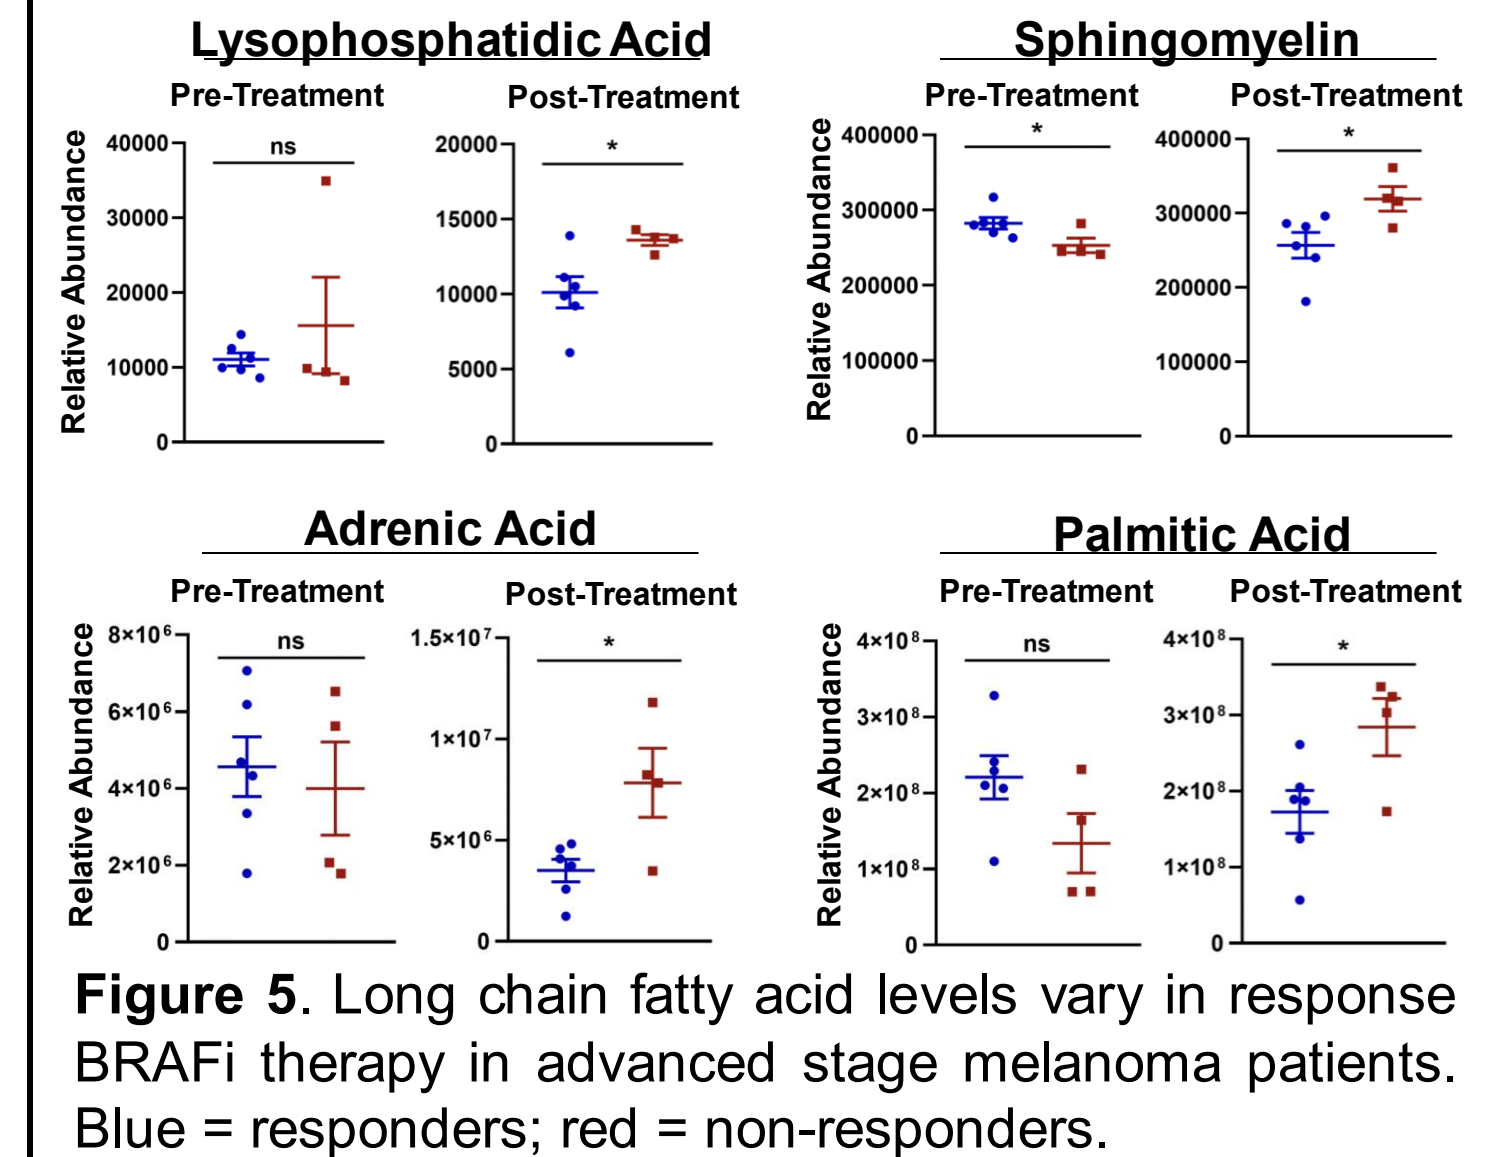 Lysophosphatidic Acid
Pre-Treatment
Post-Treatment
Relative Abundance
40000
30000
20000
10000
0
ns
20000
15000
10000
5000
0
*
Sphingomyelin
Pre-Treatment
Post-Treatment
Relative Abundance
400000
300000
200000
100000
0
*
400000
300000
200000
100000
0
*
Adrenic Acid
Pre-Treatment
Post-Treatment
Relative Abundance
8×10⁶
6×10⁶
4×10⁶
2×10⁶
0
ns
1.5×10⁷
1×10⁷
5×10⁶
0
*
Palmitic Acid
Pre-Treatment
Post-Treatment
Relative Abundance
4×10⁸
3×10⁸
2×10⁸
1×10⁸
0
ns
4×10⁸
3×10⁸
2×10⁸
1×10⁸
0
*
Figure 5. Long chain fatty acid levels vary in response
BRAFi therapy in advanced stage melanoma patients.
Blue = responders; red = non-responders.